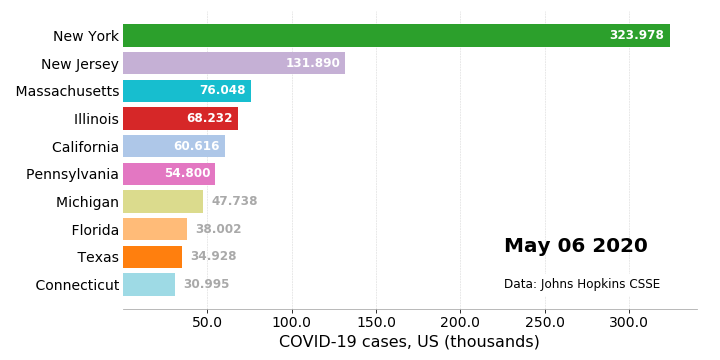 New York 323.978
New Jersey 131.890
Massachusetts 76.048
Illinois 68.232
California 60.616
Pennsylvania 54.800
Michigan 47.738
Florida 38.002
Texas 34.928
Connecticut 30.995
May 06 2020
Data: Johns Hopkins CSSE
50.0 100.0 150.0 200.0 250.0 300.0
COVID-19 cases, US (thousands)